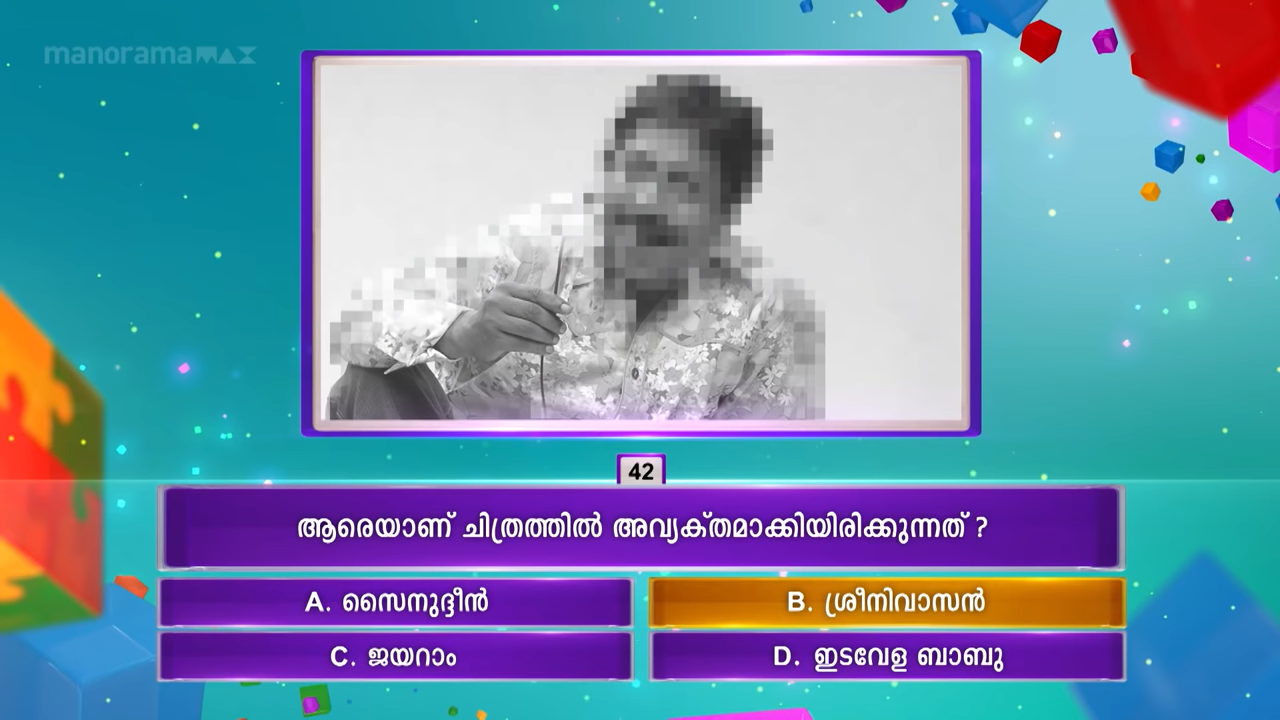 manoramaMAX
42
ആരെയാണ് ചിത്രത്തിൽ അവ്യക്തമാക്കിയിരിക്കുന്നത് ?
A. സൈനുദ്ദീൻ
B. ശ്രീനിവാസൻ
C. ജയറാം
D. ഇടവേള ബാബു